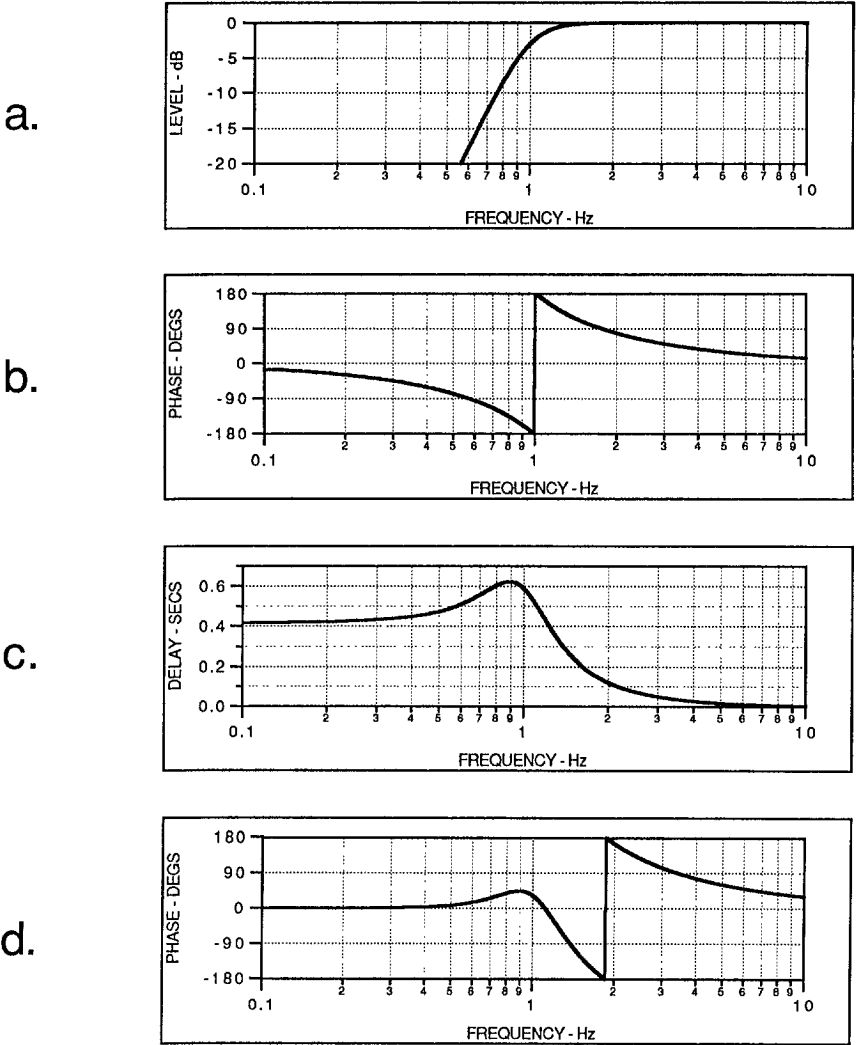 a.
LEVEL - dB
0
-5
-10
-15
-20
2 3 4 5 6 7 8 9 2 3 4 5 6 7 8 9
0.1 1 10
FREQUENCY - Hz
b.
PHASE - DEGS
180
90
0
-90
-180
2 3 4 5 6 7 8 9 2 3 4 5 6 7 8 9
0.1 1 10
FREQUENCY - Hz
c.
DELAY - SECS
0.6
0.4
0.2
0.0
2 3 4 5 6 7 8 9 2 3 4 5 6 7 8 9
0.1 1 10
FREQUENCY - Hz
d.
PHASE - DEGS
180
90
0
-90
-180
2 3 4 5 6 7 8 9 2 3 4 5 6 7 8 9
0.1 1 10
FREQUENCY - Hz